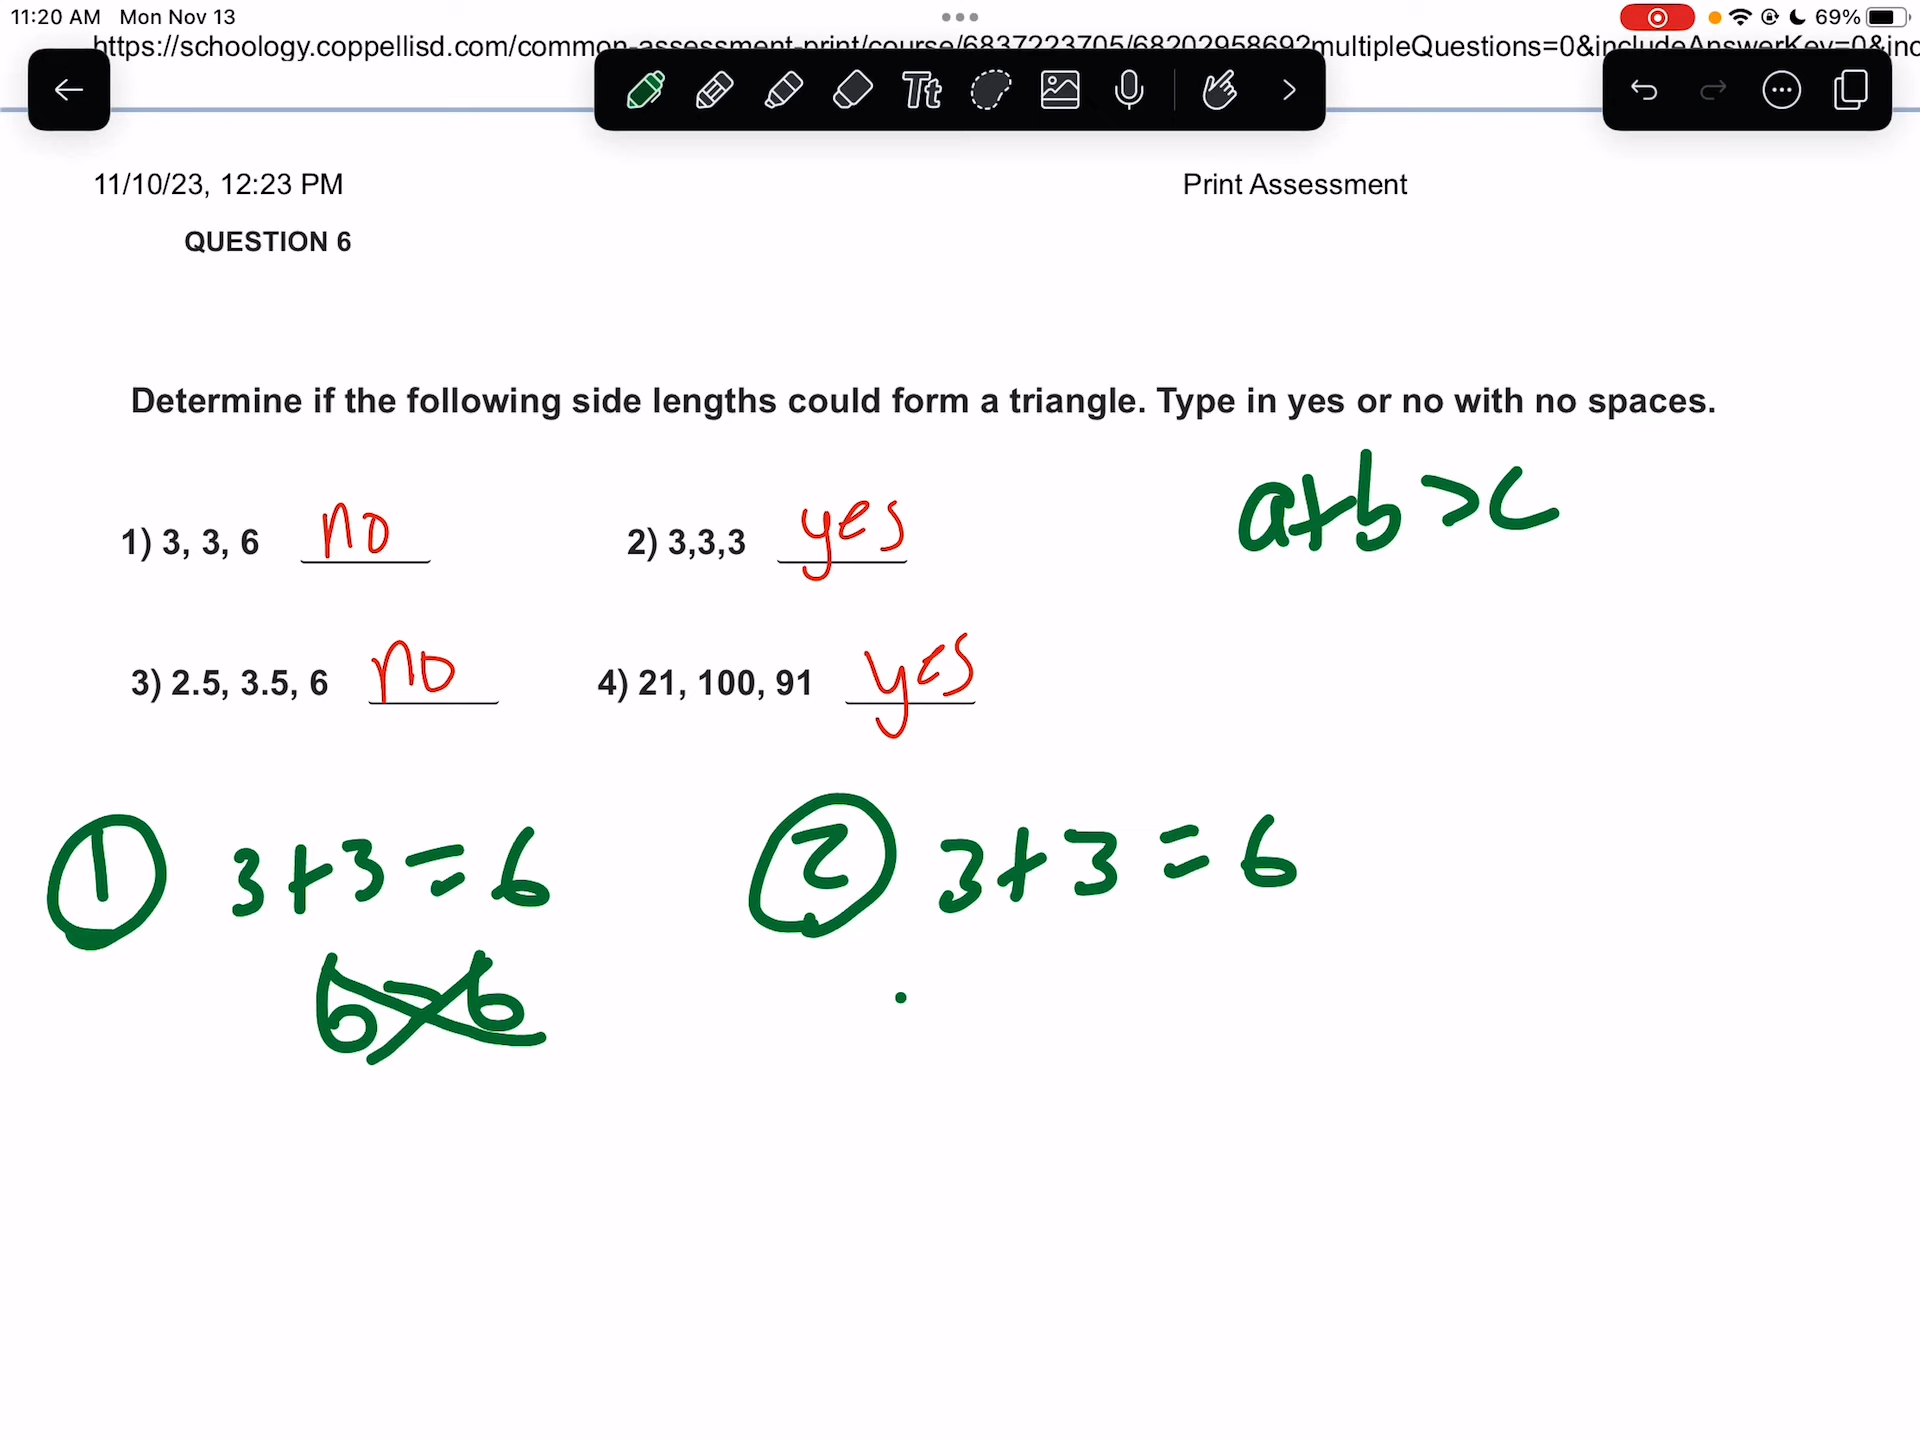 11:20 AM Mon Nov 13
69%
https://schoology.coppellisd.com/common-assessment-print/course/6837223705/6820295869?multipleQuestions=0&includeAnswerKey=0&inc
Tt
11/10/23, 12:23 PM
Print Assessment
QUESTION 6
Determine if the following side lengths could form a triangle. Type in yes or no with no spaces.
a+b >c
1) 3, 3, 6 no
2) 3,3,3 yes
3) 2.5, 3.5, 6 no
4) 21, 100, 91 yes
1 3+3=6
6>6
2 3+3=6